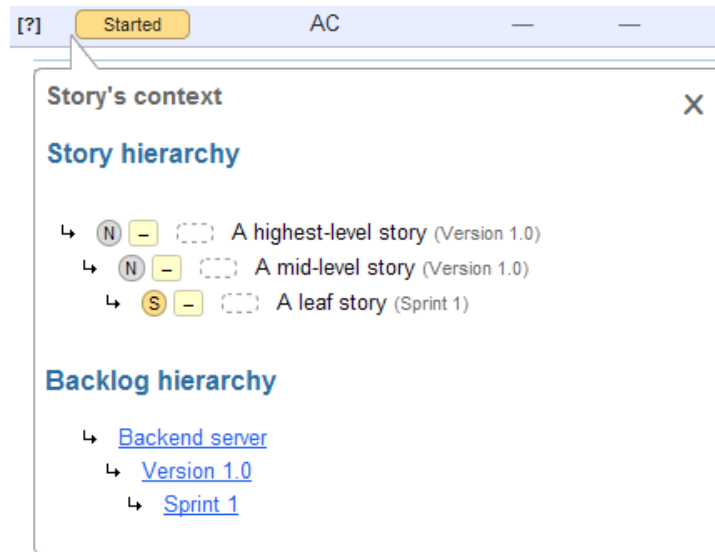 [?] Started AC — —
Story's context
Story hierarchy
N – A highest-level story (Version 1.0)
N – A mid-level story (Version 1.0)
S – A leaf story (Sprint 1)
Backlog hierarchy
Backend server
Version 1.0
Sprint 1